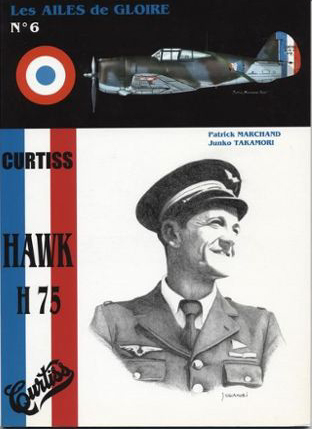 Les AILES de GLOIRE
N°6
Patrick MARCHAND
Junko TAKAMORI
CURTISS
HAWK
H 75
Curtiss